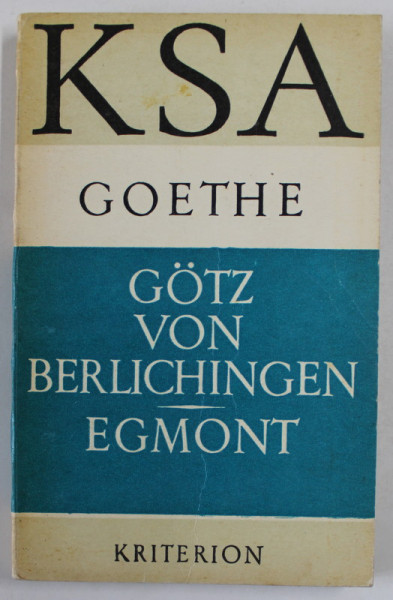 KSA
GOETHE
GÖTZ
VON
BERLICHINGEN
EGMONT
KRITERION